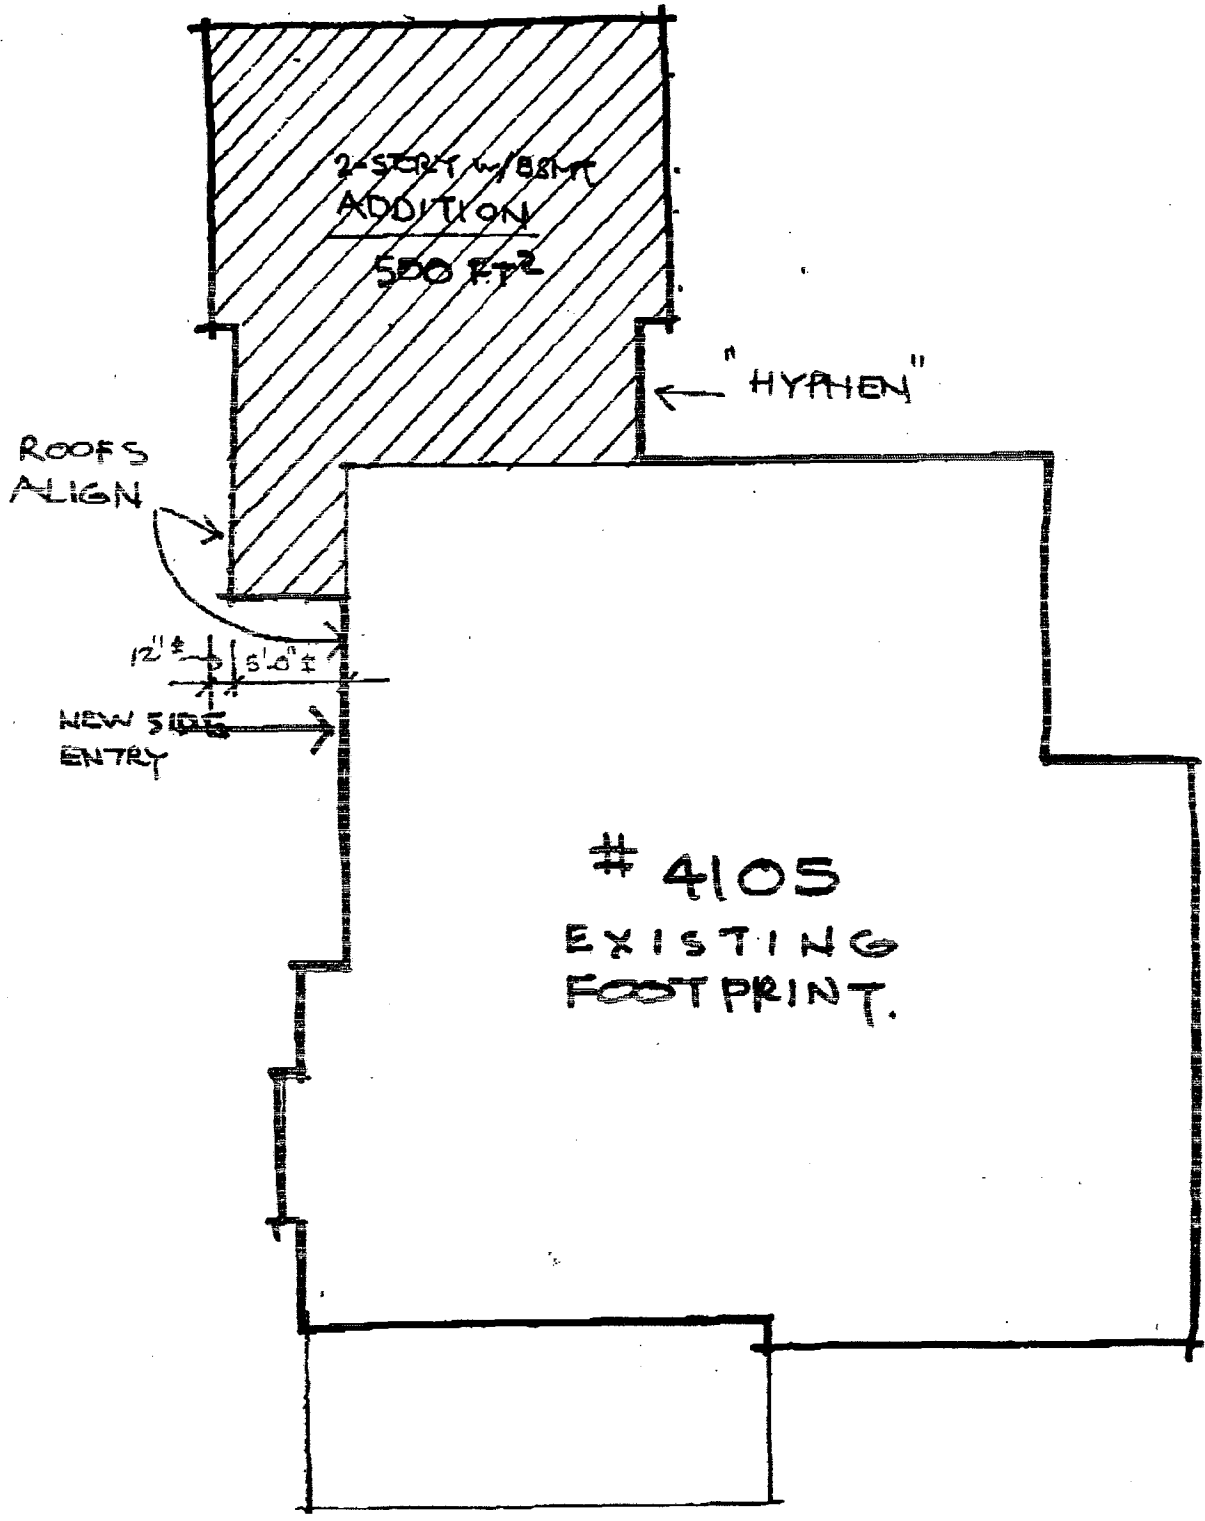 2-STORY w/BSMT
ADDITION
500 FT²
"HYPHEN"
ROOFS
ALIGN
12"± 5'-0"±
NEW SIDE
ENTRY
# 4105
EXISTING
FOOTPRINT.